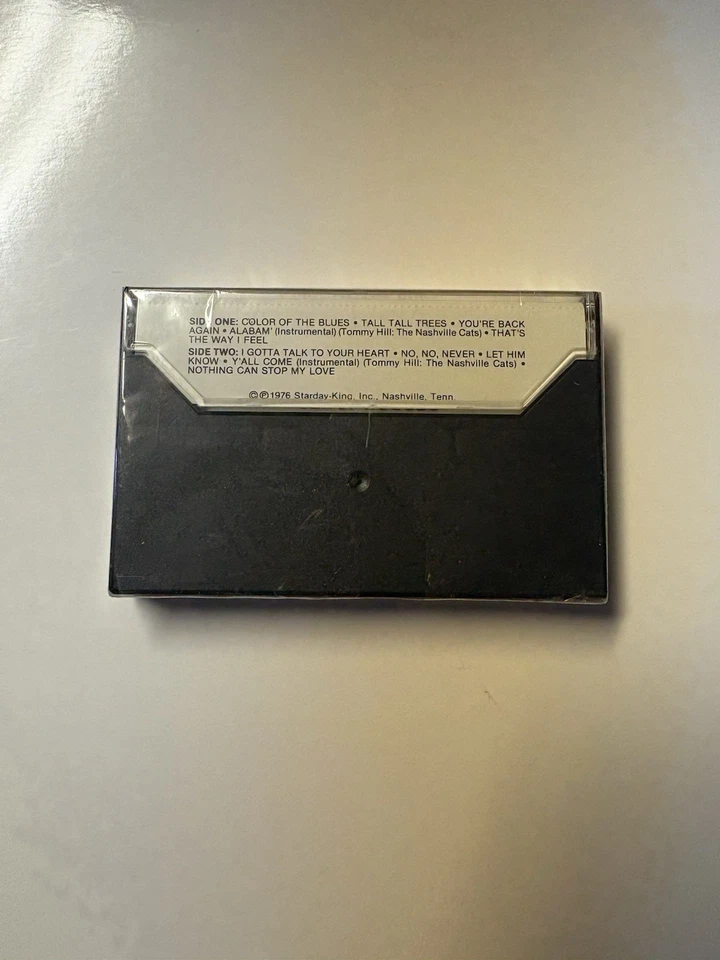 SIDE ONE: COLOR OF THE BLUES • TALL TALL TREES • YOU'RE BACK
AGAIN • ALABAM' (Instrumental) (Tommy Hill: The Nashville Cats) • THAT'S
THE WAY I FEEL
SIDE TWO: I GOTTA TALK TO YOUR HEART • NO, NO, NEVER • LET HIM
KNOW • Y'ALL COME (Instrumental) (Tommy Hill: The Nashville Cats) •
NOTHING CAN STOP MY LOVE
©℗1976 Starday-King, Inc., Nashville, Tenn